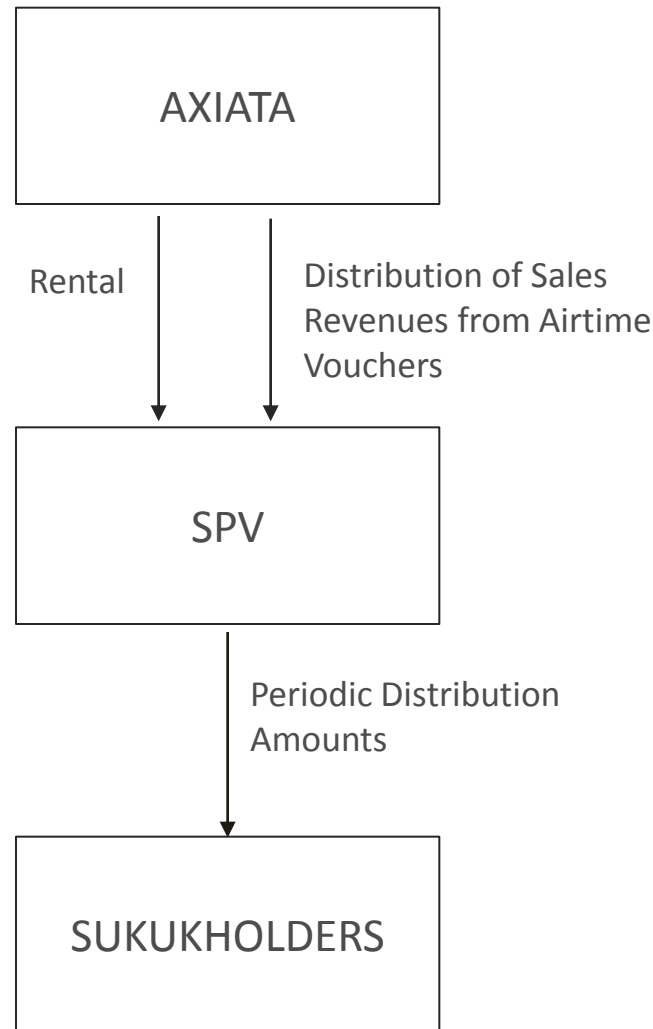 AXIATA
Rental
Distribution of Sales
Revenues from Airtime
Vouchers
SPV
Periodic Distribution
Amounts
SUKUKHOLDERS